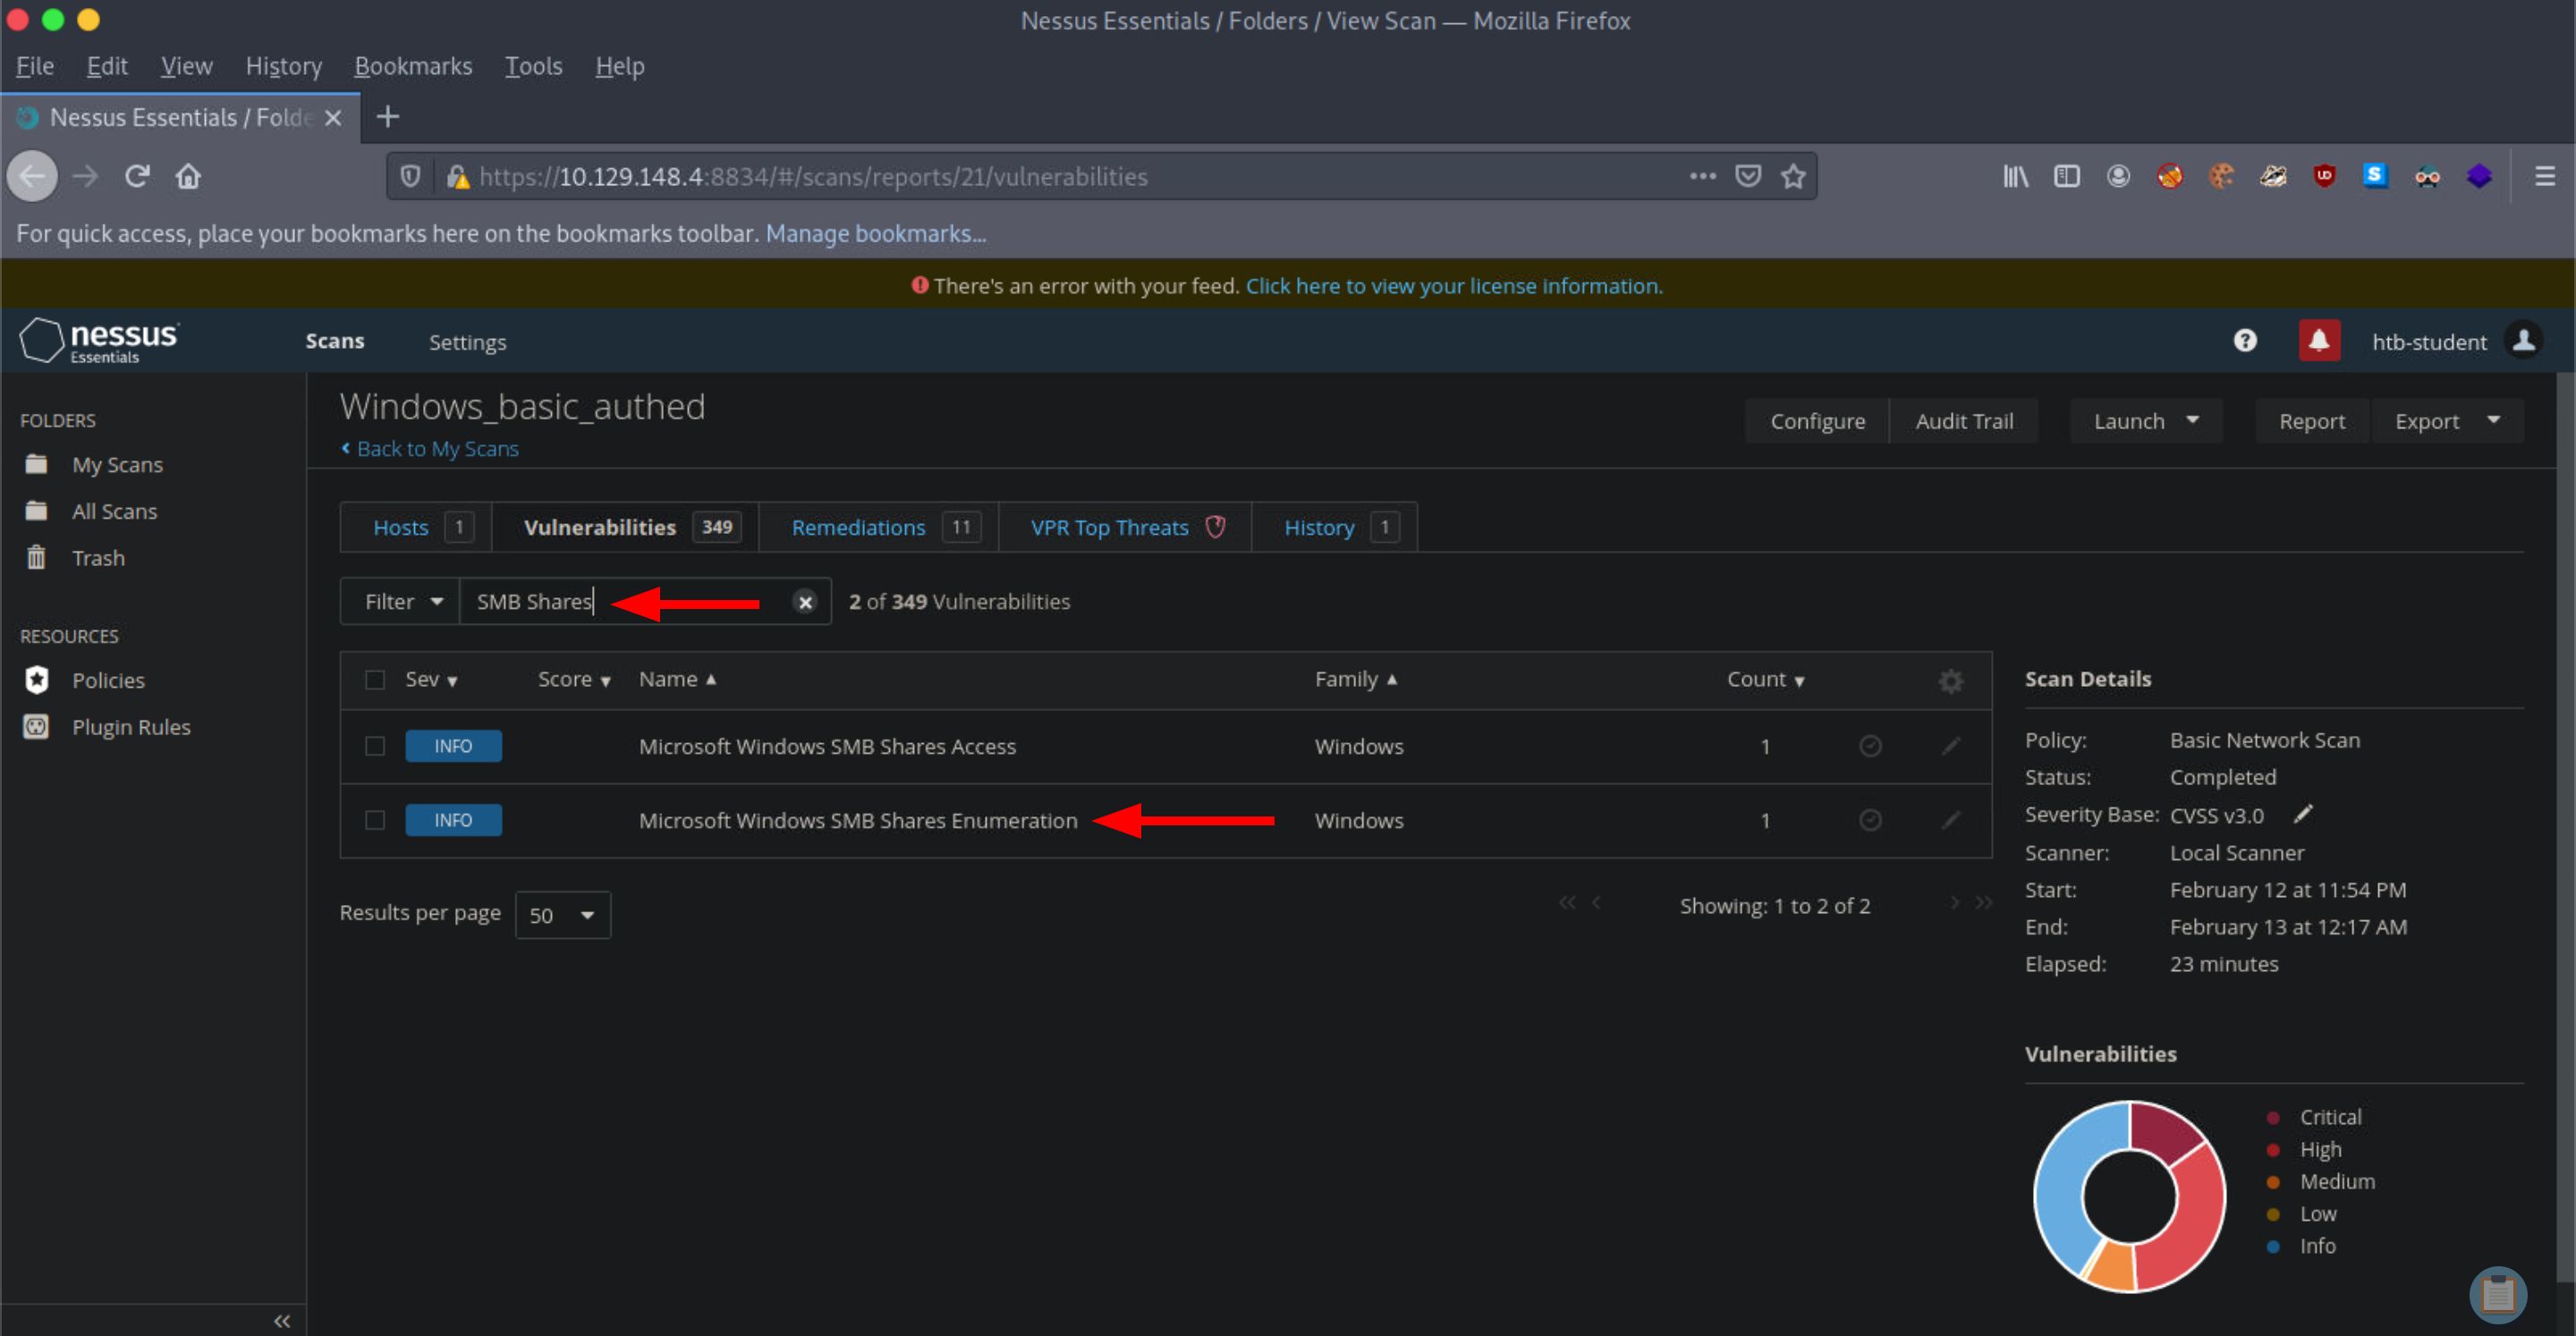 Nessus Essentials / Folders / View Scan — Mozilla Firefox
File Edit View History Bookmarks Tools Help
Nessus Essentials / Folde
https://10.129.148.4:8834/#/scans/reports/21/vulnerabilities
For quick access, place your bookmarks here on the bookmarks toolbar. Manage bookmarks...
There's an error with your feed. Click here to view your license information.
nessus
Essentials
Scans Settings
htb-student
FOLDERS
My Scans
All Scans
Trash
RESOURCES
Policies
Plugin Rules
Windows_basic_authed
Back to My Scans
Configure Audit Trail Launch Report Export
Hosts 1 Vulnerabilities 349 Remediations 11 VPR Top Threats History 1
Filter SMB Shares 2 of 349 Vulnerabilities
Sev Score Name Family Count
INFO Microsoft Windows SMB Shares Access Windows 1
INFO Microsoft Windows SMB Shares Enumeration Windows 1
Results per page 50 Showing: 1 to 2 of 2
Scan Details
Policy: Basic Network Scan
Status: Completed
Severity Base: CVSS v3.0
Scanner: Local Scanner
Start: February 12 at 11:54 PM
End: February 13 at 12:17 AM
Elapsed: 23 minutes
Vulnerabilities
Critical
High
Medium
Low
Info